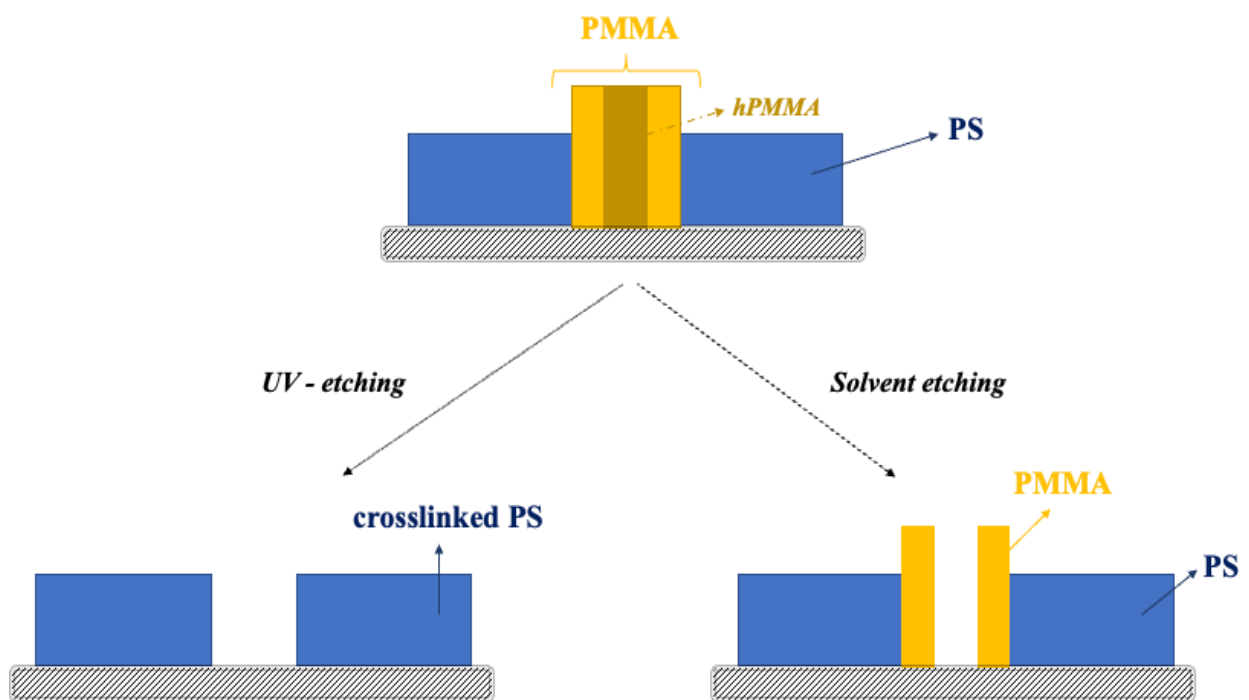 PMMA
hPMMA
PS
UV - etching
Solvent etching
PMMA
crosslinked PS
PS